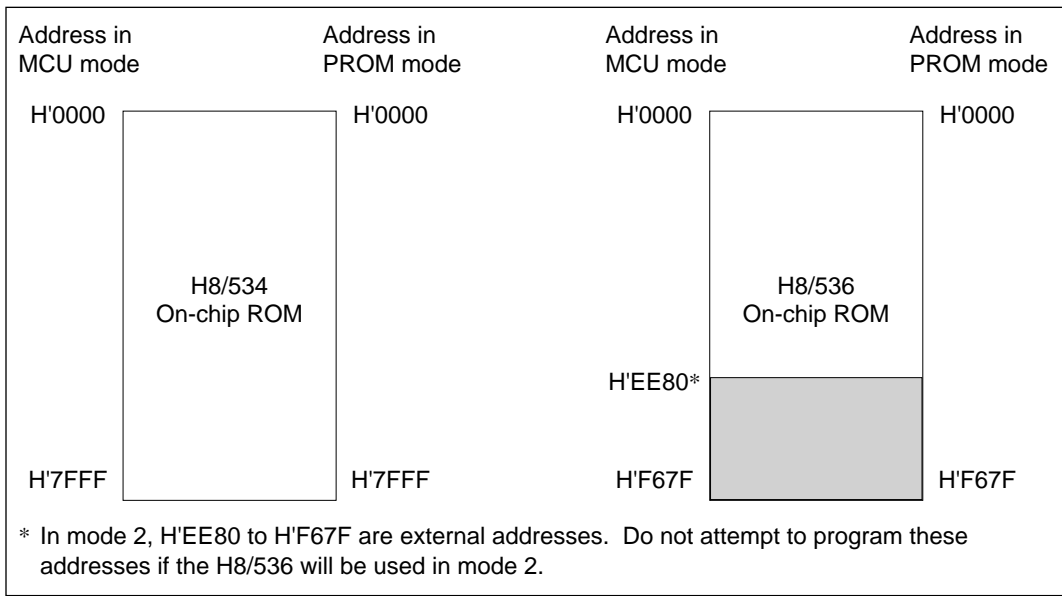 Address in
MCU mode
Address in
PROM mode
H'0000
H'0000
H8/534
On-chip ROM
H'7FFF
H'7FFF
Address in
MCU mode
Address in
PROM mode
H'0000
H'0000
H8/536
On-chip ROM
H'EE80*
H'F67F
H'F67F
* In mode 2, H'EE80 to H'F67F are external addresses.  Do not attempt to program these
addresses if the H8/536 will be used in mode 2.